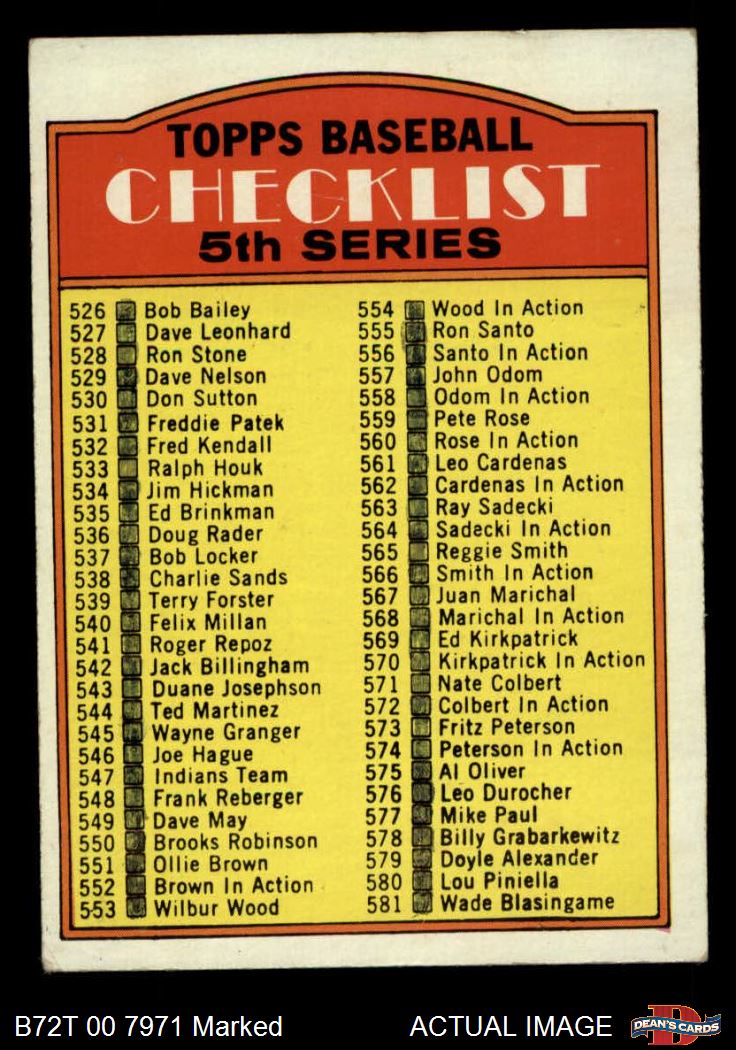 TOPPS BASEBALL
CHECKLIST
5th SERIES
526 Bob Bailey
527 Dave Leonhard
528 Ron Stone
529 Dave Nelson
530 Don Sutton
531 Freddie Patek
532 Fred Kendall
533 Ralph Houk
534 Jim Hickman
535 Ed Brinkman
536 Doug Rader
537 Bob Locker
538 Charlie Sands
539 Terry Forster
540 Felix Millan
541 Roger Repoz
542 Jack Billingham
543 Duane Josephson
544 Ted Martinez
545 Wayne Granger
546 Joe Hague
547 Indians Team
548 Frank Reberger
549 Dave May
550 Brooks Robinson
551 Ollie Brown
552 Brown In Action
553 Wilbur Wood
554 Wood In Action
555 Ron Santo
556 Santo In Action
557 John Odom
558 Odom In Action
559 Pete Rose
560 Rose In Action
561 Leo Cardenas
562 Cardenas In Action
563 Ray Sadecki
564 Sadecki In Action
565 Reggie Smith
566 Smith In Action
567 Juan Marichal
568 Marichal In Action
569 Ed Kirkpatrick
570 Kirkpatrick In Action
571 Nate Colbert
572 Colbert In Action
573 Fritz Peterson
574 Peterson In Action
575 Al Oliver
576 Leo Durocher
577 Mike Paul
578 Billy Grabarkewitz
579 Doyle Alexander
580 Lou Piniella
581 Wade Blasingame
B72T 00 7971 Marked
ACTUAL IMAGE
D
DEAN'S CARDS